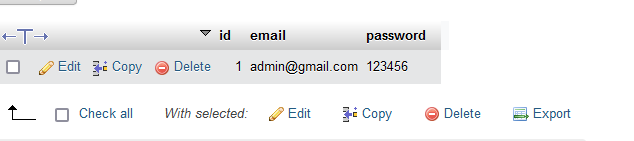 id email password
Edit Copy Delete 1 admin@gmail.com 123456
Check all With selected: Edit Copy Delete Export